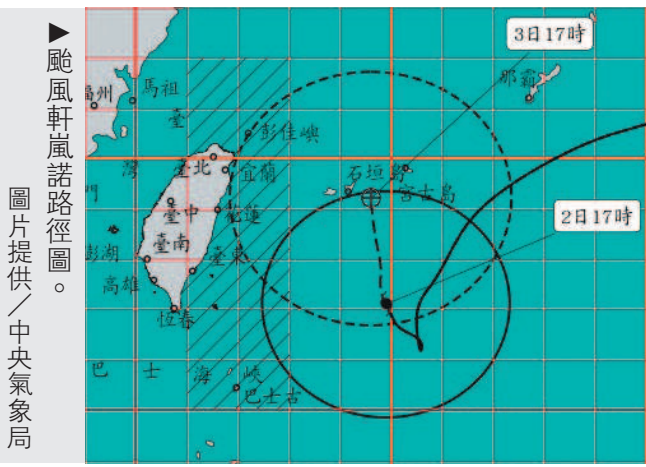 ▶颱風軒嵐諾路徑圖。
圖片提供／中央氣象局
3日17時
那霸
福州
馬祖
臺
彭佳嶼
灣
臺北
宜蘭
石垣島
宮古島
門
臺中
花蓮
2日17時
澎湖
臺南
臺東
高雄
恆春
巴士海峽
巴士古